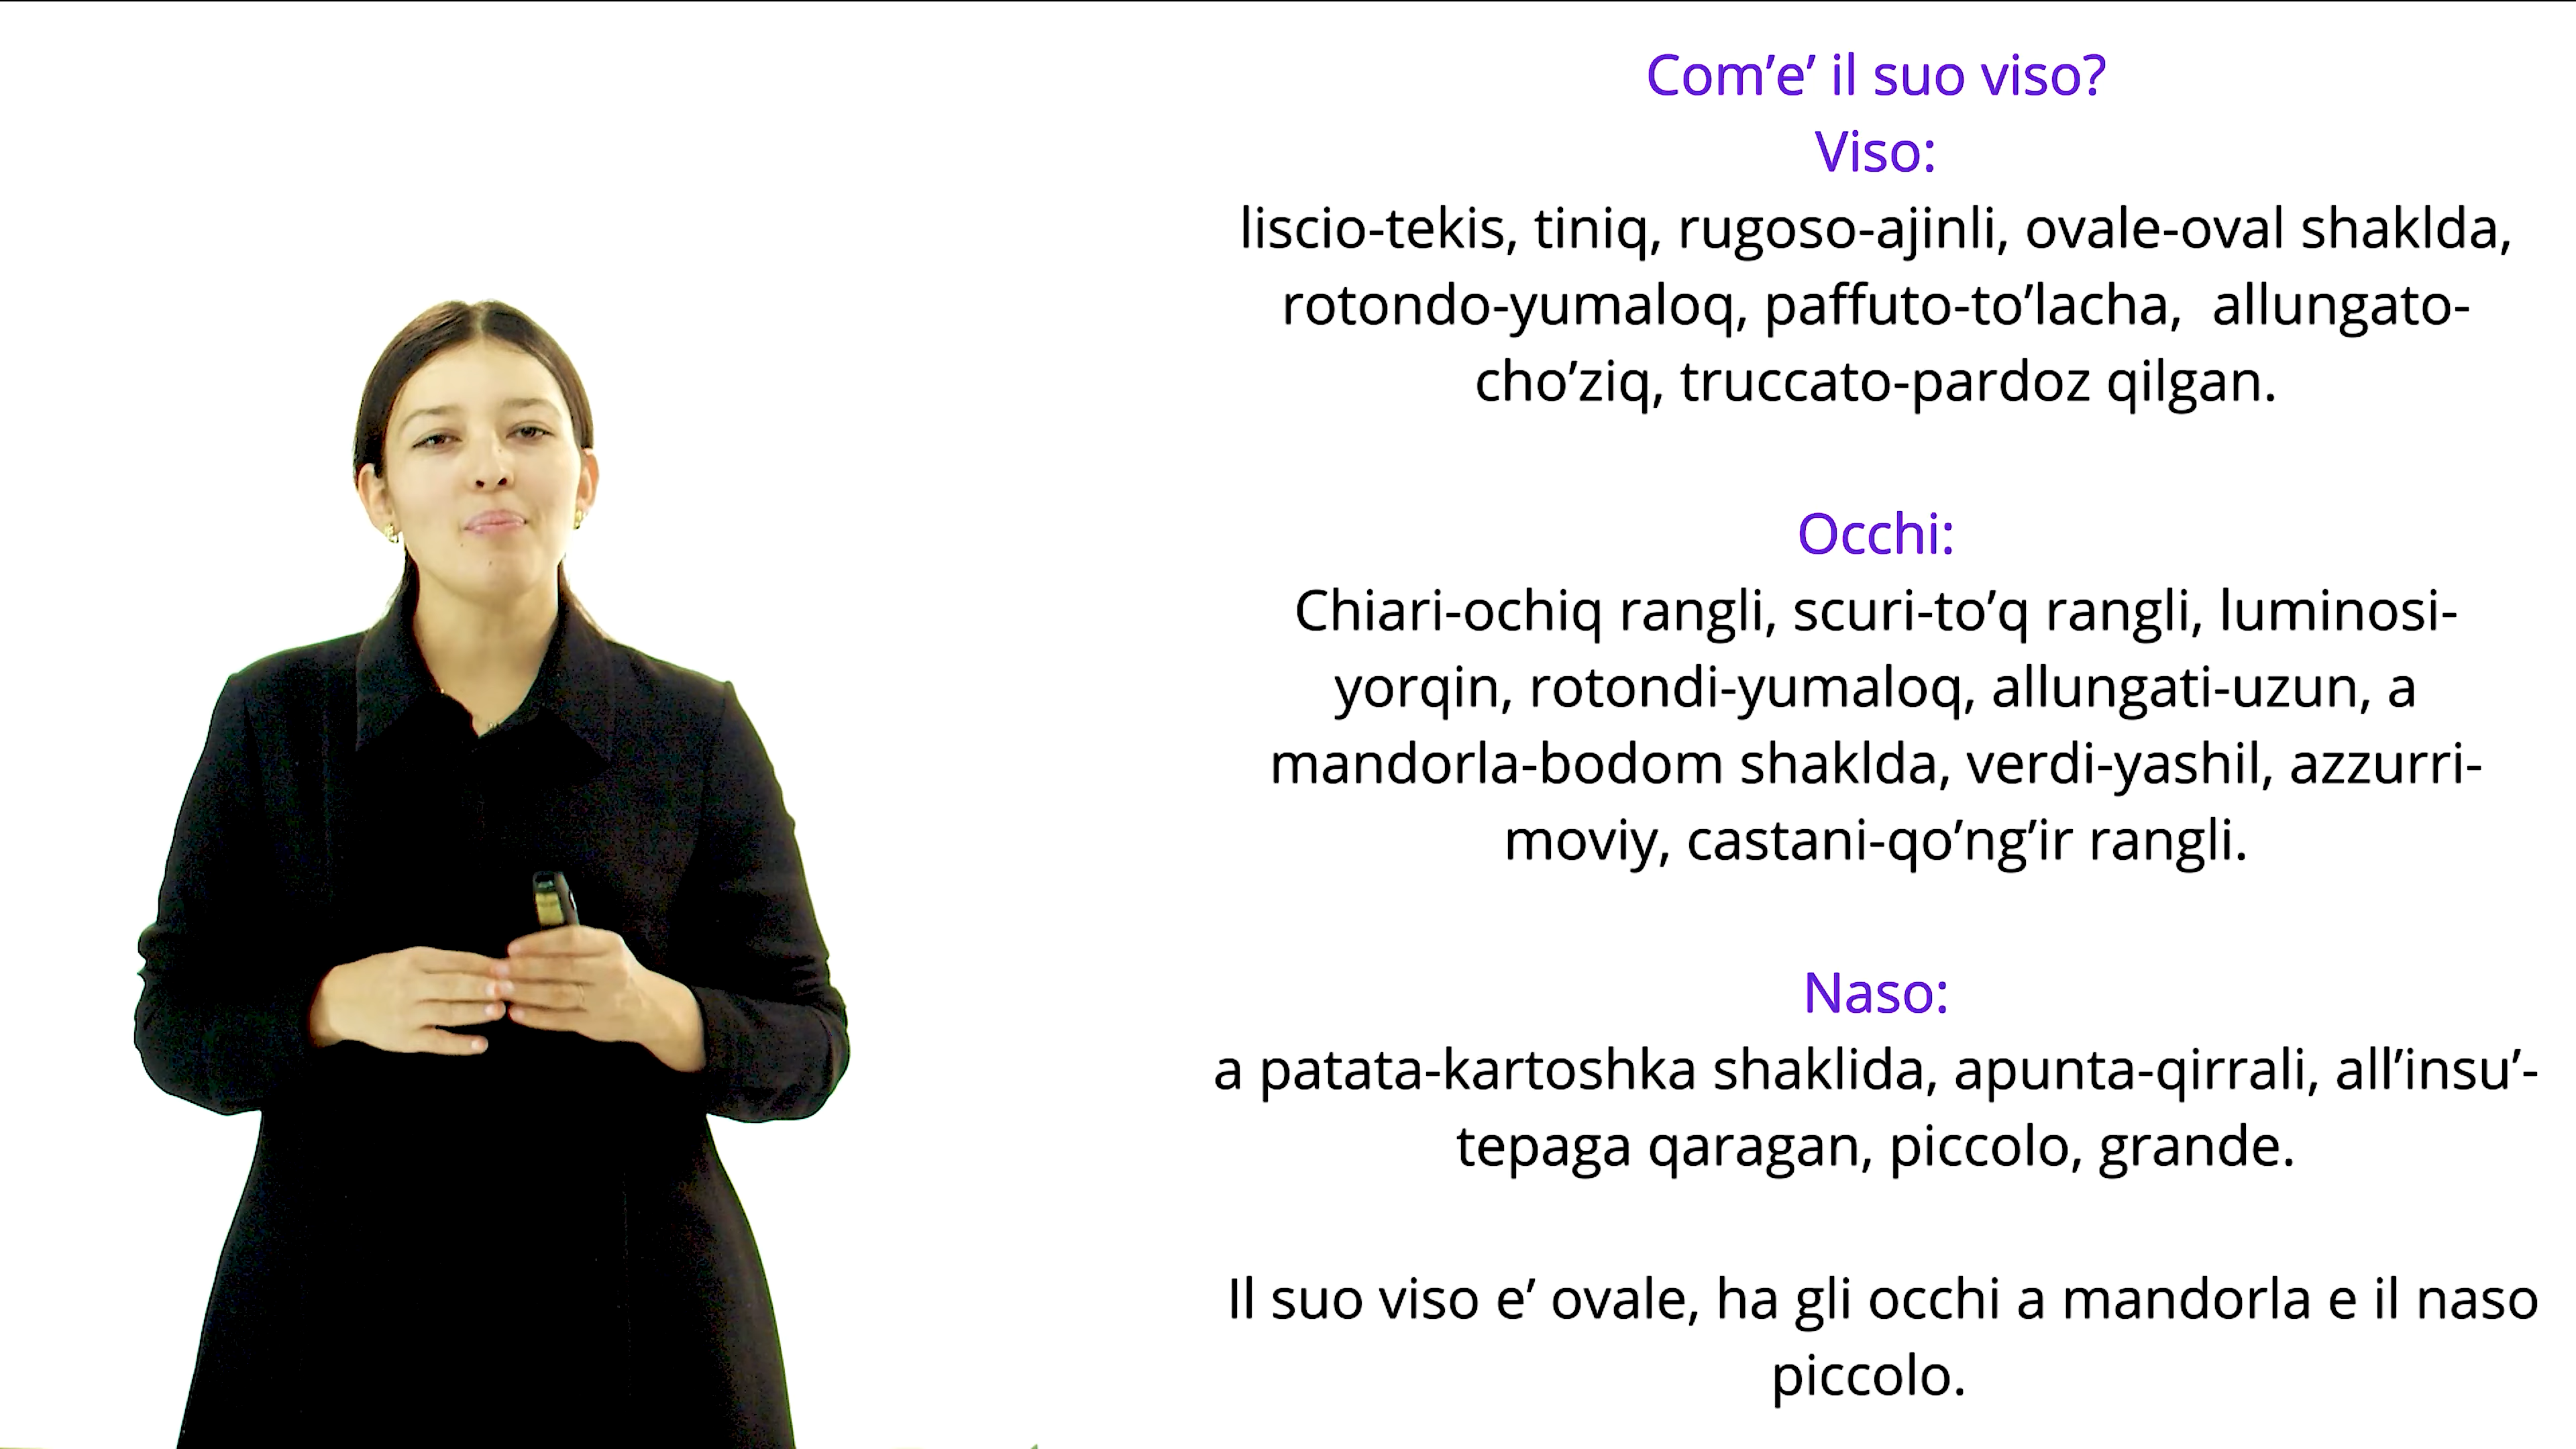 Com’e’ il suo viso?
Viso:
liscio-tekis, tiniq, rugoso-ajinli, ovale-oval shaklda,
rotondo-yumaloq, paffuto-to’lacha,  allungato-
cho’ziq, truccato-pardoz qilgan.
Occhi:
Chiari-ochiq rangli, scuri-to’q rangli, luminosi-
yorqin, rotondi-yumaloq, allungati-uzun, a
mandorla-bodom shaklda, verdi-yashil, azzurri-
moviy, castani-qo’ng’ir rangli.
Naso:
a patata-kartoshka shaklida, apunta-qirrali, all’insu’-
tepaga qaragan, piccolo, grande.
Il suo viso e’ ovale, ha gli occhi a mandorla e il naso
piccolo.